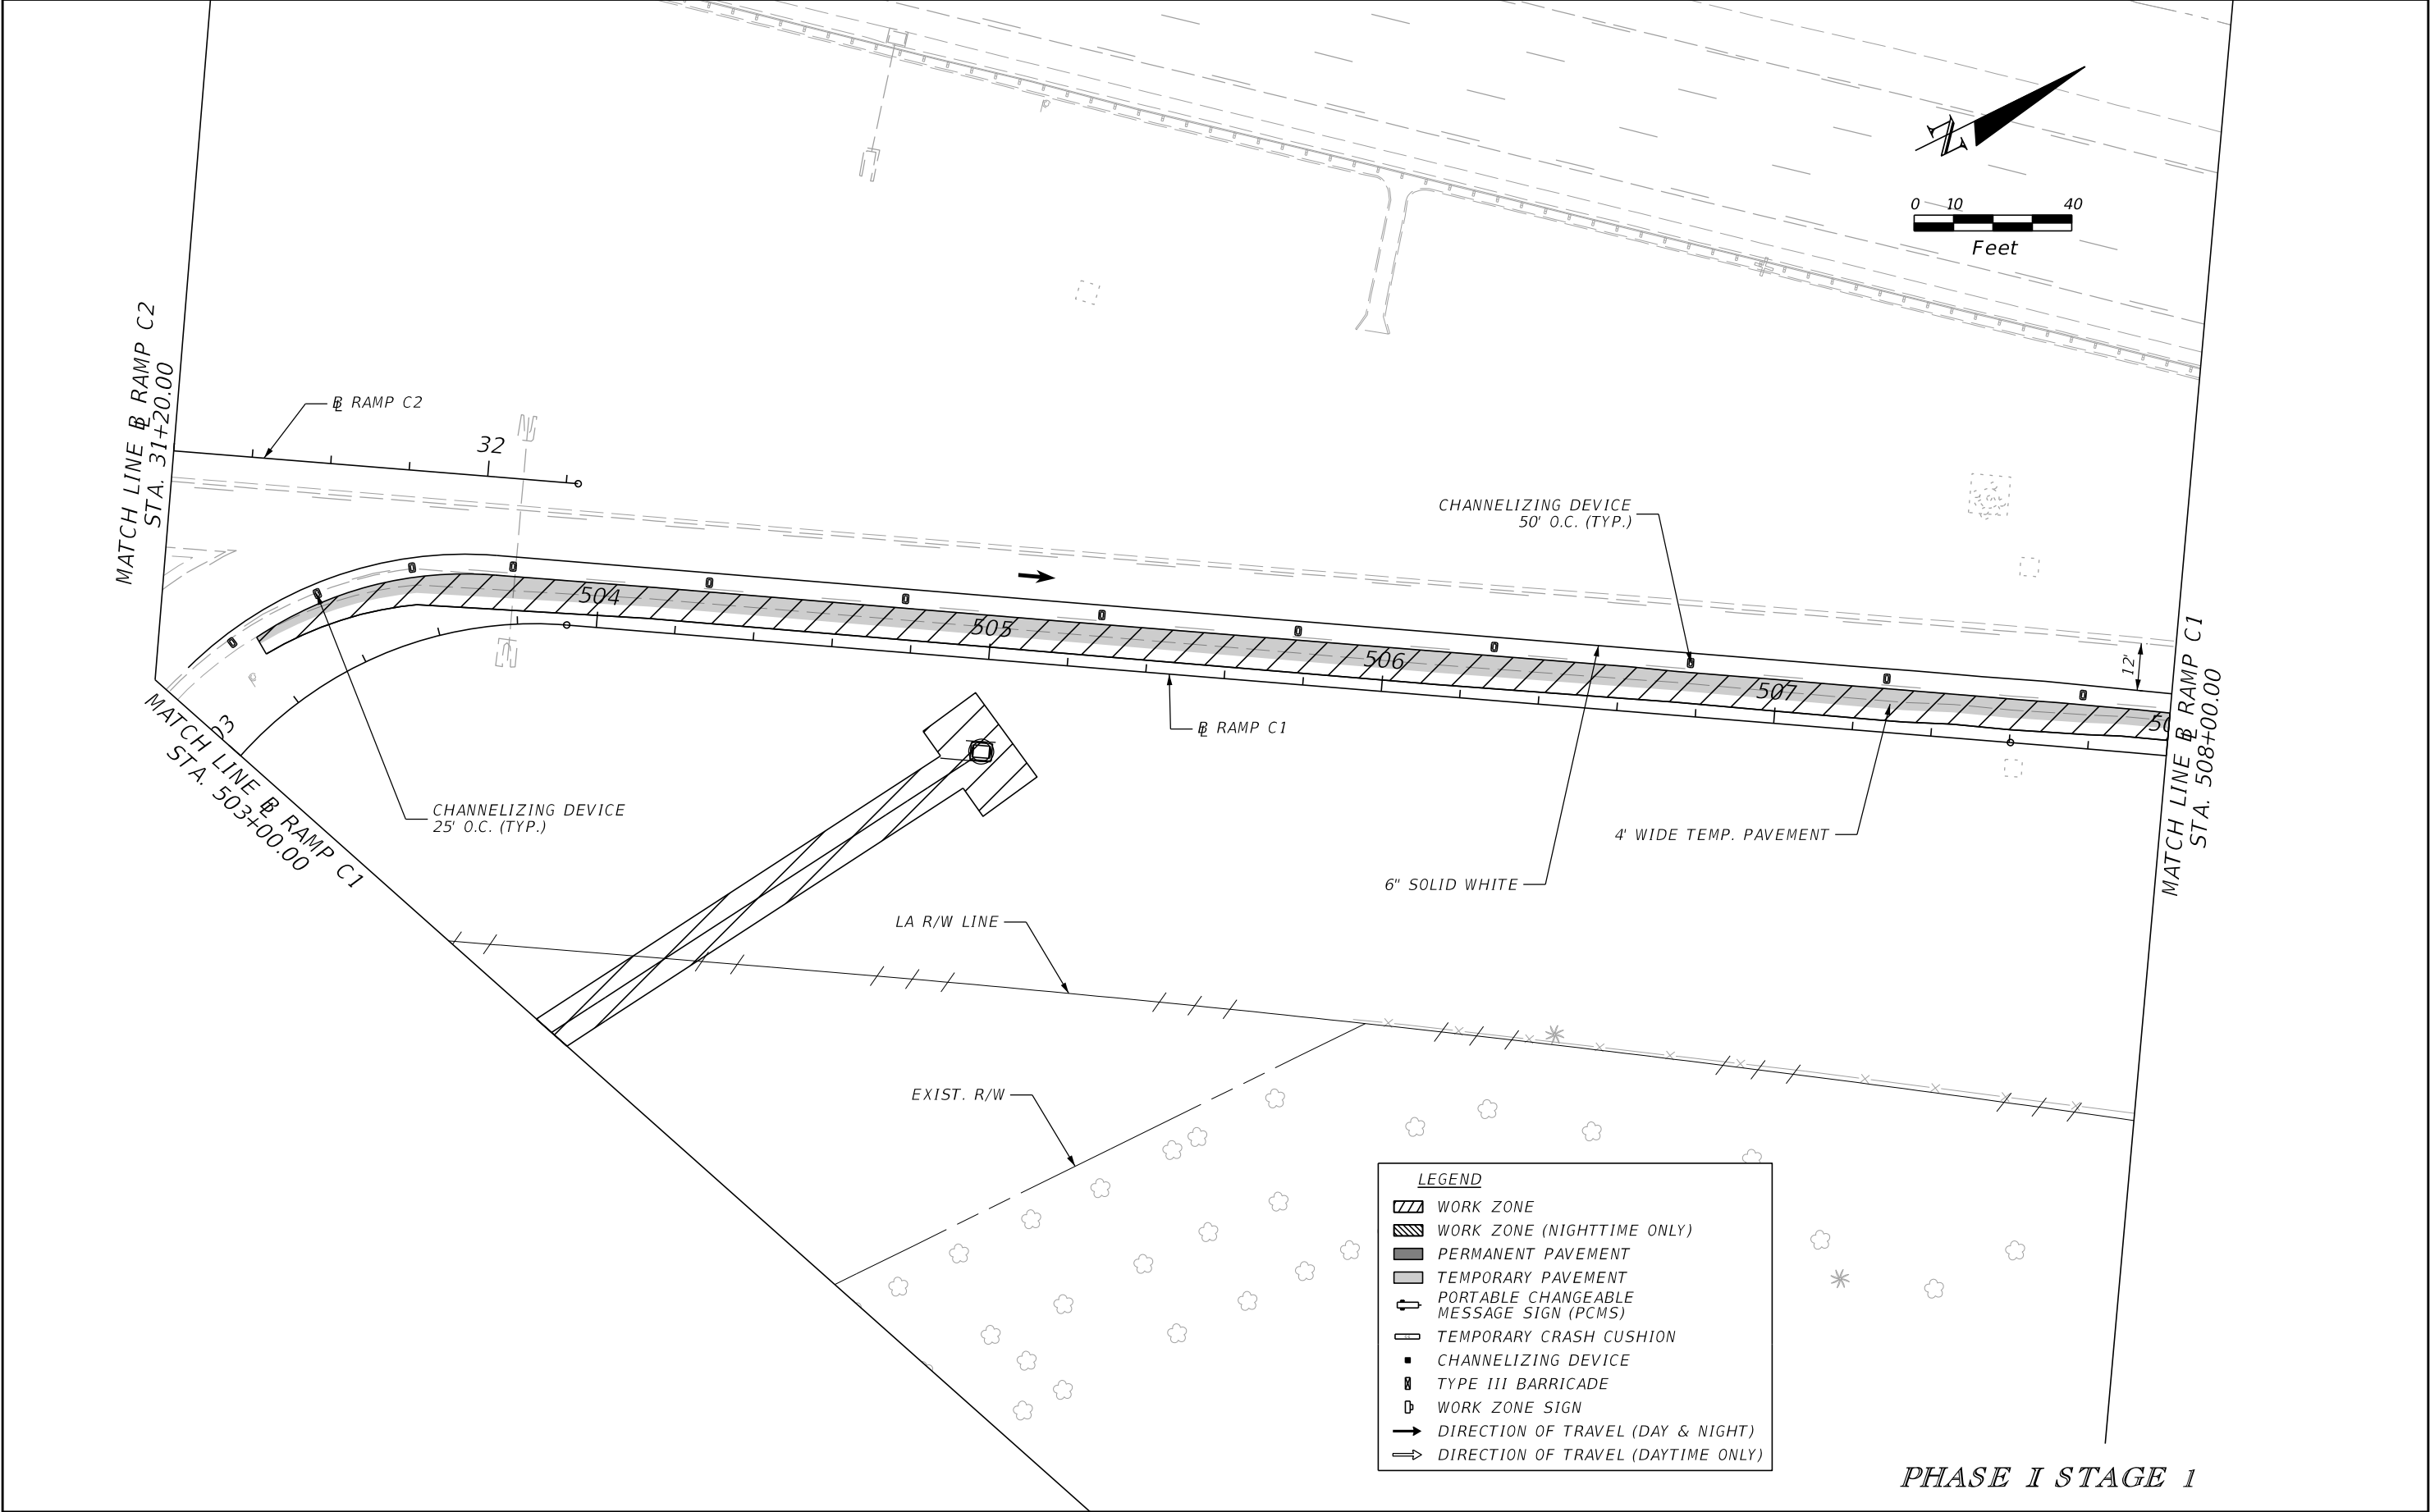 N
0 10 40
Feet
MATCH LINE ℄ RAMP C2
STA. 31+20.00
℄ RAMP C2
32
CHANNELIZING DEVICE
50' O.C. (TYP.)
504
505
506
507
50
12'
℄ RAMP C1
MATCH LINE ℄ RAMP C1
STA. 508+00.00
MATCH LINE ℄ RAMP C1
STA. 503+00.00
CHANNELIZING DEVICE
25' O.C. (TYP.)
4' WIDE TEMP. PAVEMENT
6" SOLID WHITE
LA R/W LINE
EXIST. R/W
LEGEND
WORK ZONE
WORK ZONE (NIGHTTIME ONLY)
PERMANENT PAVEMENT
TEMPORARY PAVEMENT
PORTABLE CHANGEABLE
MESSAGE SIGN (PCMS)
TEMPORARY CRASH CUSHION
CHANNELIZING DEVICE
TYPE III BARRICADE
WORK ZONE SIGN
DIRECTION OF TRAVEL (DAY & NIGHT)
DIRECTION OF TRAVEL (DAYTIME ONLY)
PHASE I STAGE 1